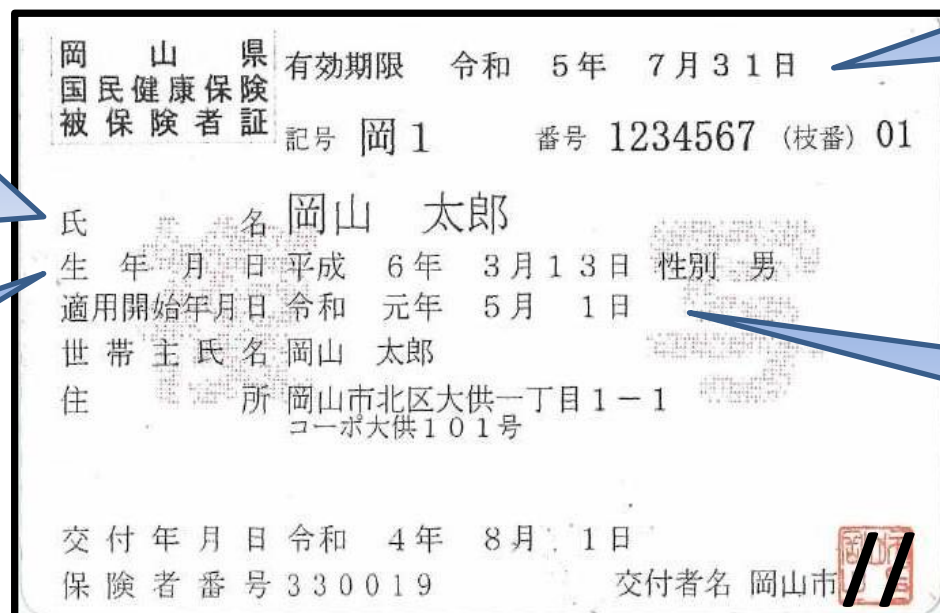 岡山県
国民健康保険
被保険者証
有効期限 令和 5年 7月31日
記号 岡1 番号 1234567 (枝番) 01
氏名 岡山 太郎
生年月日 平成 6年 3月13日 性別 男
適用開始年月日 令和 元年 5月 1日
世帯主氏名 岡山 太郎
住所 岡山市北区大供一丁目1-1
コーポ大供101号
交付年月日 令和 4年 8月 1日
保険者番号 330019 交付者名 岡山市